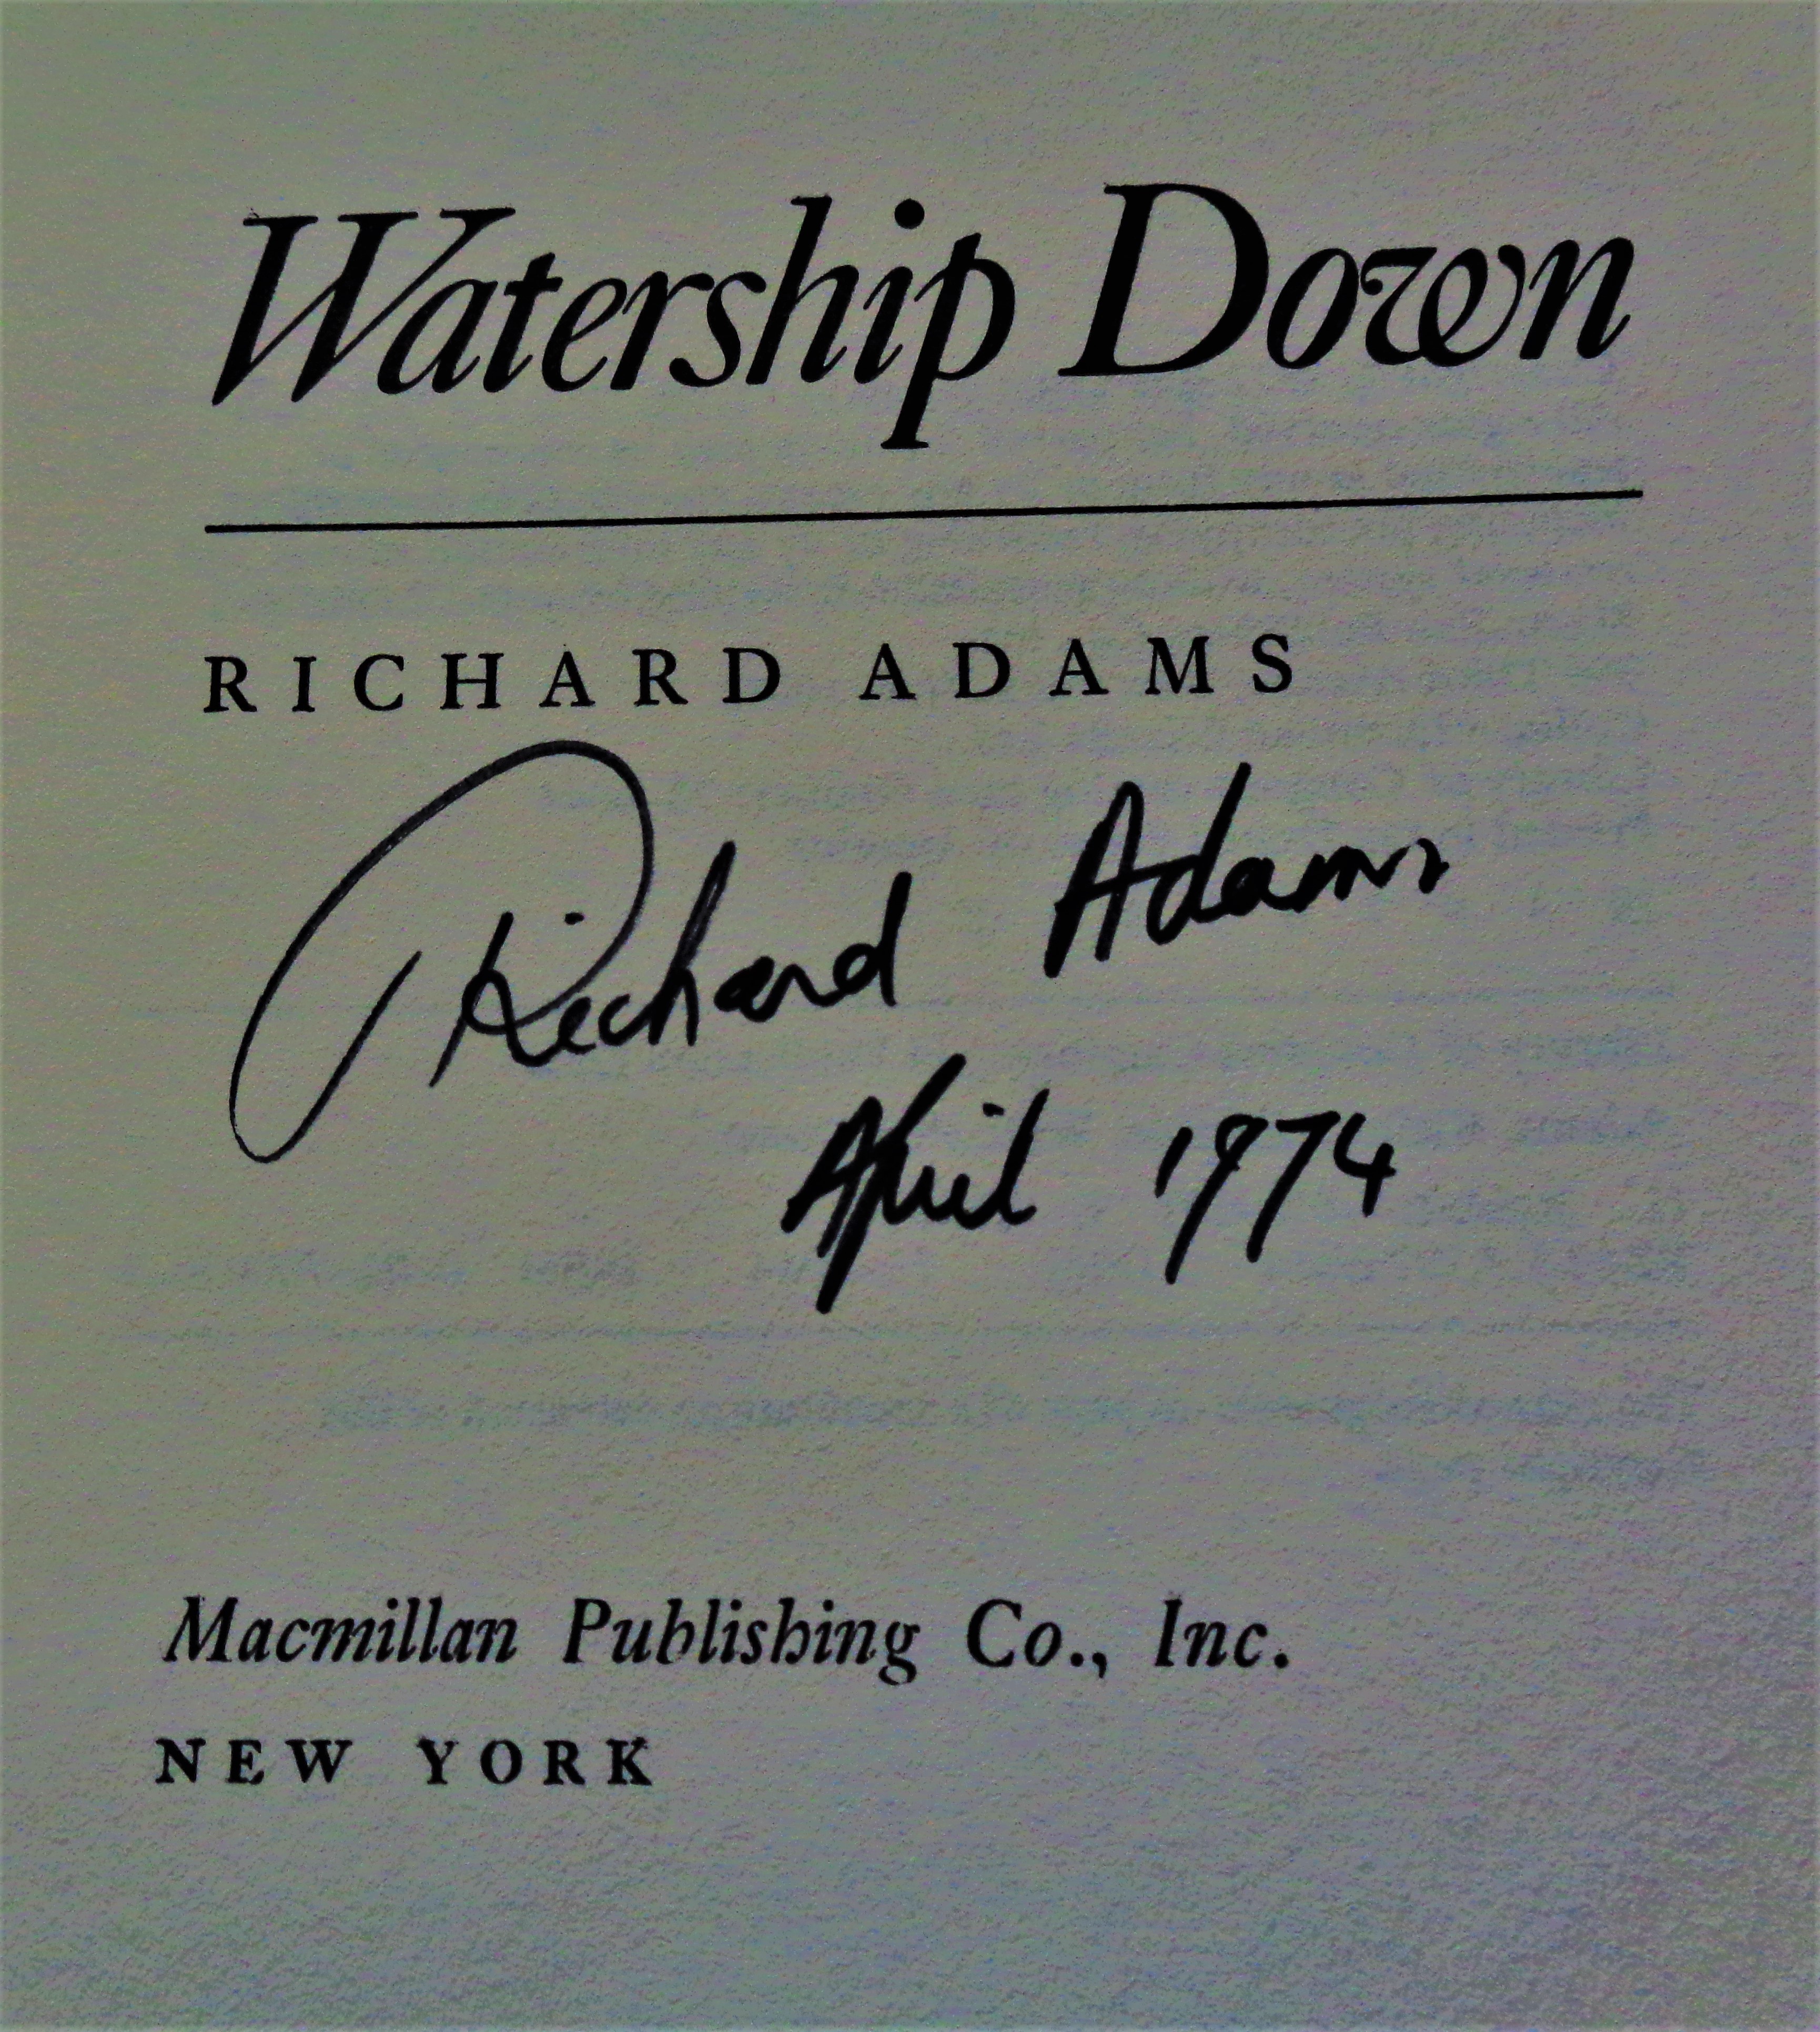 Watership Down
RICHARD ADAMS
Richard Adams
April 1974
Macmillan Publishing Co., Inc.
NEW YORK